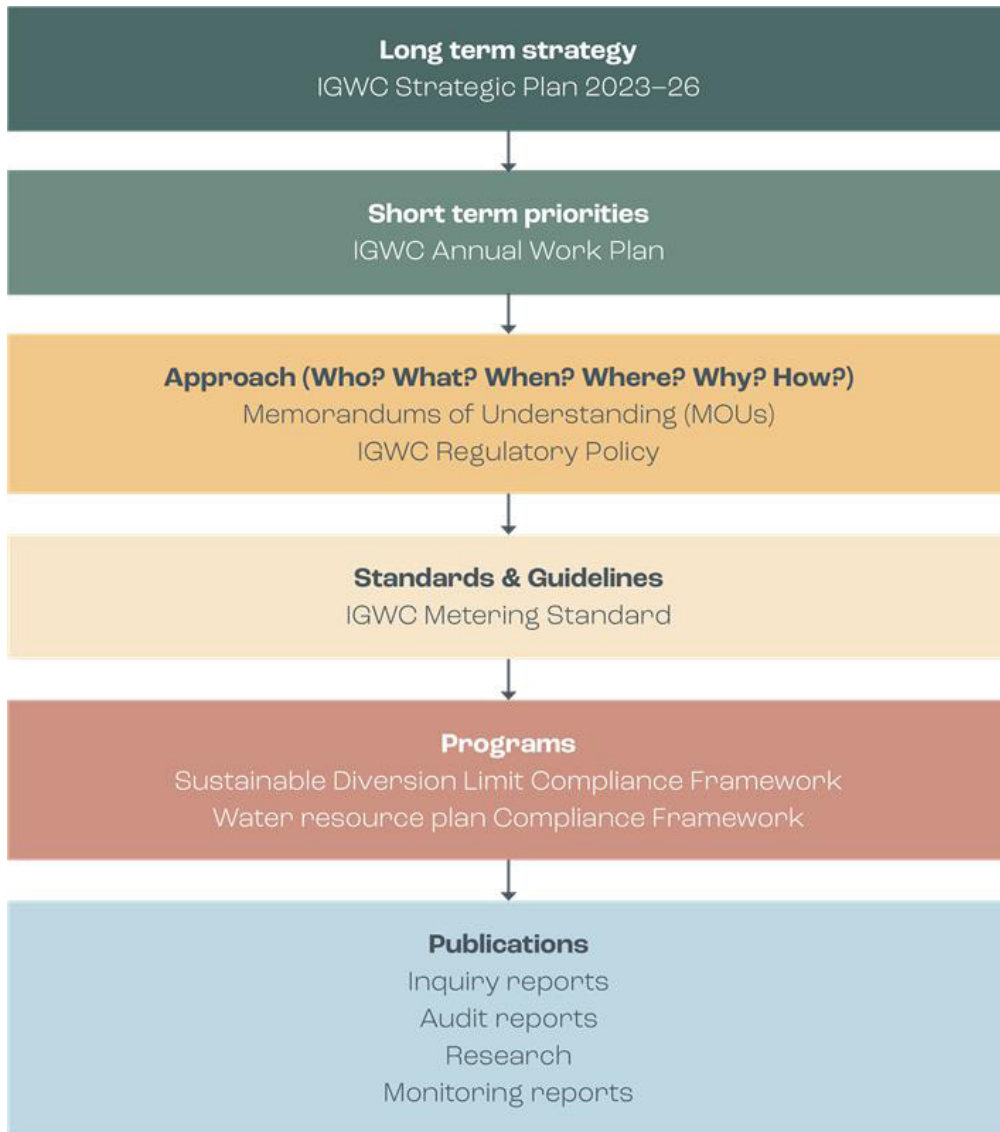 Long term strategy
IGWC Strategic Plan 2023–26
Short term priorities
IGWC Annual Work Plan
Approach (Who? What? When? Where? Why? How?)
Memorandums of Understanding (MOUs)
IGWC Regulatory Policy
Standards & Guidelines
IGWC Metering Standard
Programs
Sustainable Diversion Limit Compliance Framework
Water resource plan Compliance Framework
Publications
Inquiry reports
Audit reports
Research
Monitoring reports